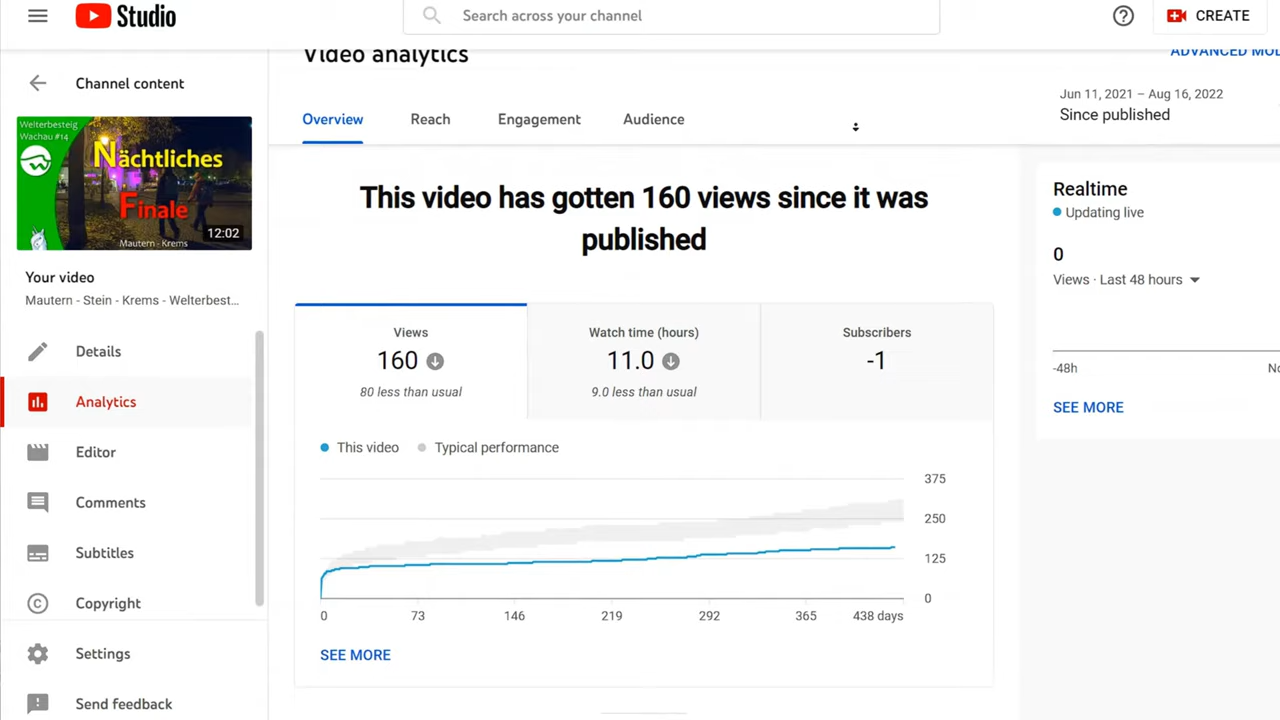 Studio
Search across your channel
CREATE
Video analytics
ADVANCED MO
Channel content
Jun 11, 2021 – Aug 16, 2022
Since published
Overview
Reach
Engagement
Audience
Welterbesteig
Wachau #14
Nächtliches
Finale
12:02
Mautern - Krems
This video has gotten 160 views since it was
published
Realtime
Updating live
0
Views · Last 48 hours
-48h
SEE MORE
Your video
Mautern - Stein - Krems - Welterbest...
Details
Analytics
Editor
Comments
Subtitles
Copyright
Settings
Send feedback
Views
160
80 less than usual
Watch time (hours)
11.0
9.0 less than usual
Subscribers
-1
This video
Typical performance
375
250
125
0
0
73
146
219
292
365
438 days
SEE MORE